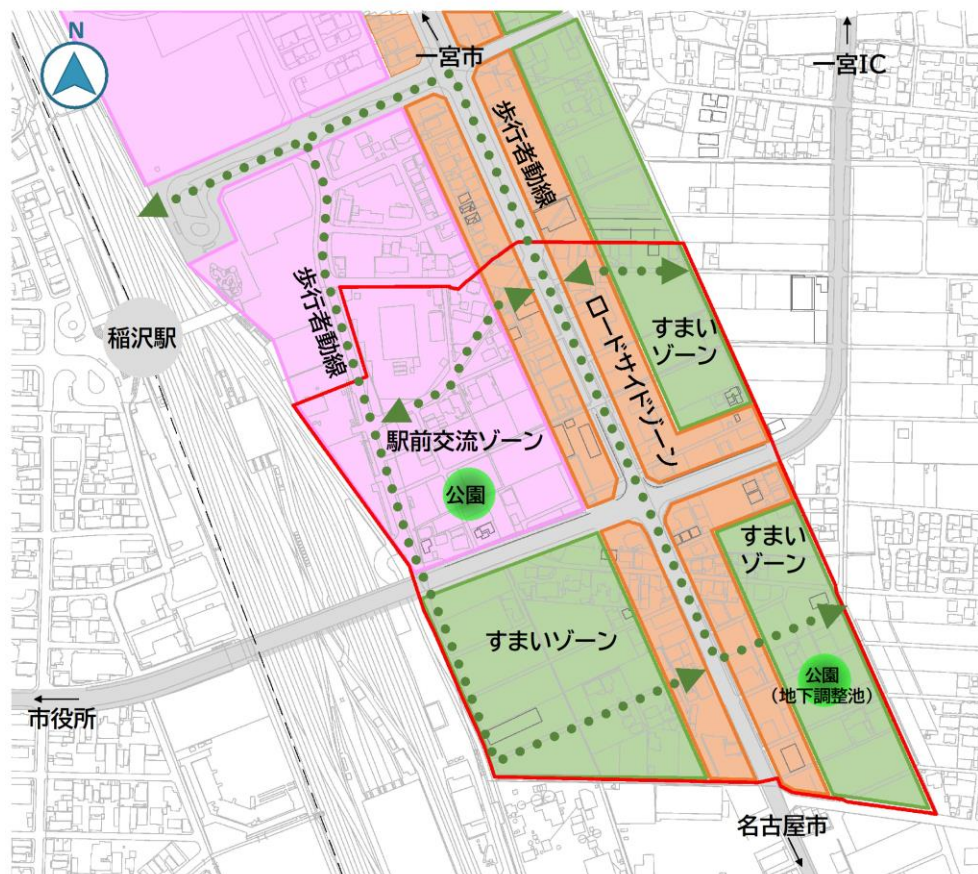 N
一宮市
一宮IC
歩行者動線
歩行者動線
稲沢駅
すまい
ゾーン
ロードサイドゾーン
駅前交流ゾーン
公園
すまい
ゾーン
すまいゾーン
公園
(地下調整池)
市役所
名古屋市